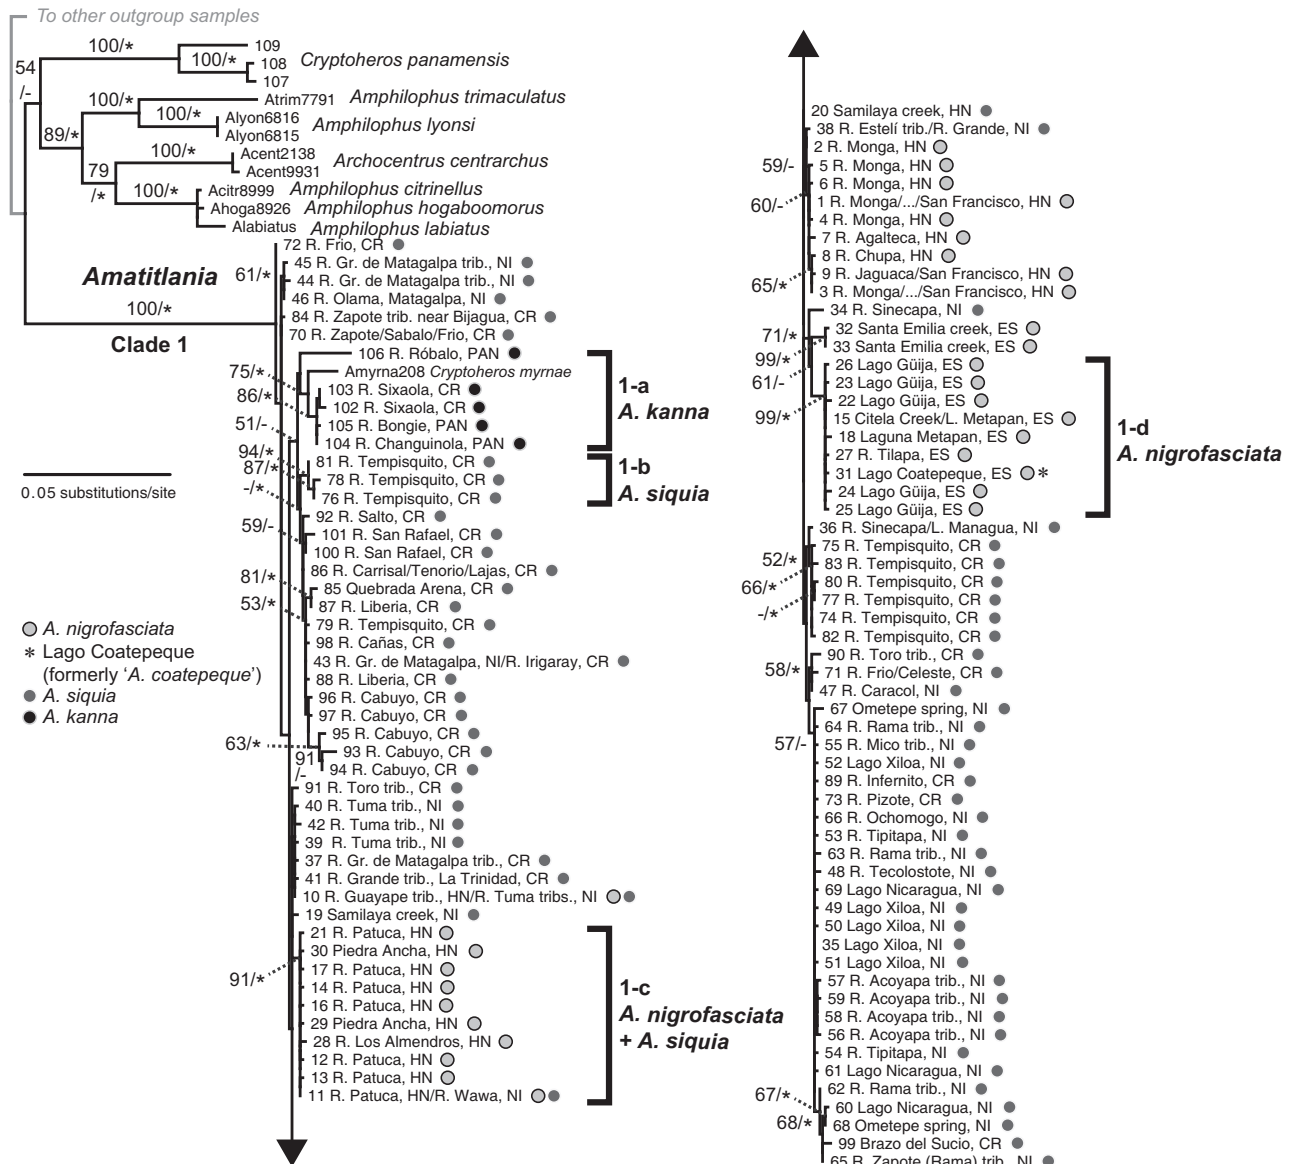 To other outgroup samples
100/*
109
100/*
108
107
Cryptoheros panamensis
54
/-
100/*
Atrim7791 Amphilophus trimaculatus
100/*
Alyon6816
Alyon6815
Amphilophus lyonsi
89/*
100/*
Acent2138
Acent9931
Archocentrus centrarchus
79
/*
100/*
Acitr8999 Amphilophus citrinellus
Ahoga8926 Amphilophus hogaboomorus
Alabiatus Amphilophus labiatus
Amatitlania
100/*
Clade 1
61/*
72 R. Frio, CR
45 R. Gr. de Matagalpa trib., NI
44 R. Gr. de Matagalpa trib., NI
46 R. Olama, Matagalpa, NI
84 R. Zapote trib. near Bijagua, CR
70 R. Zapote/Sabalo/Frio, CR
106 R. Róbalo, PAN
Amyrna208 Cryptoheros myrnae
103 R. Sixaola, CR
102 R. Sixaola, CR
105 R. Bongie, PAN
104 R. Changuinola, PAN
75/*
86/*
51/-
94/*
87/*
-/*
59/-
81/*
53/*
1-a
A. kanna
81 R. Tempisquito, CR
78 R. Tempisquito, CR
76 R. Tempisquito, CR
1-b
A. siquia
0.05 substitutions/site
92 R. Salto, CR
101 R. San Rafael, CR
100 R. San Rafael, CR
86 R. Carrisal/Tenorio/Lajas, CR
85 Quebrada Arena, CR
87 R. Liberia, CR
79 R. Tempisquito, CR
98 R. Cañas, CR
43 R. Gr. de Matagalpa, NI/R. Irigaray, CR
88 R. Liberia, CR
96 R. Cabuyo, CR
97 R. Cabuyo, CR
95 R. Cabuyo, CR
93 R. Cabuyo, CR
94 R. Cabuyo, CR
63/*
91
/-
A. nigrofasciata
* Lago Coatepeque
(formerly ‘A. coatepeque’)
A. siquia
A. kanna
91 R. Toro trib., CR
40 R. Tuma trib., NI
42 R. Tuma trib., NI
39 R. Tuma trib., NI
37 R. Gr. de Matagalpa trib., CR
41 R. Grande trib., La Trinidad, CR
10 R. Guayape trib., HN/R. Tuma tribs., NI
19 Samilaya creek, NI
21 R. Patuca, HN
30 Piedra Ancha, HN
17 R. Patuca, HN
14 R. Patuca, HN
16 R. Patuca, HN
29 Piedra Ancha, HN
28 R. Los Almendros, HN
12 R. Patuca, HN
13 R. Patuca, HN
11 R. Patuca, HN/R. Wawa, NI
91/*
1-c
A. nigrofasciata
+ A. siquia
20 Samilaya creek, HN
38 R. Estelí trib./R. Grande, NI
2 R. Monga, HN
5 R. Monga, HN
6 R. Monga, HN
1 R. Monga/.../San Francisco, HN
4 R. Monga, HN
7 R. Agalteca, HN
8 R. Chupa, HN
9 R. Jaguaca/San Francisco, HN
3 R. Monga/.../San Francisco, HN
59/-
60/-
65/*
34 R. Sinecapa, NI
32 Santa Emilia creek, ES
33 Santa Emilia creek, ES
71/*
99/*
61/-
99/*
26 Lago Güija, ES
23 Lago Güija, ES
22 Lago Güija, ES
15 Citela Creek/L. Metapan, ES
18 Laguna Metapan, ES
27 R. Tilapa, ES
31 Lago Coatepeque, ES *
24 Lago Güija, ES
25 Lago Güija, ES
1-d
A. nigrofasciata
36 R. Sinecapa/L. Managua, NI
75 R. Tempisquito, CR
83 R. Tempisquito, CR
80 R. Tempisquito, CR
77 R. Tempisquito, CR
74 R. Tempisquito, CR
82 R. Tempisquito, CR
52/*
66/*
-/*
90 R. Toro trib., CR
71 R. Frio/Celeste, CR
47 R. Caracol, NI
58/*
67 Ometepe spring, NI
64 R. Rama trib., NI
55 R. Mico trib., NI
57/-
52 Lago Xiloa, NI
89 R. Infernito, CR
73 R. Pizote, CR
66 R. Ochomogo, NI
53 R. Tipitapa, NI
63 R. Rama trib., NI
48 R. Tecolostote, NI
69 Lago Nicaragua, NI
49 Lago Xiloa, NI
50 Lago Xiloa, NI
35 Lago Xiloa, NI
51 Lago Xiloa, NI
57 R. Acoyapa trib., NI
59 R. Acoyapa trib., NI
58 R. Acoyapa trib., NI
56 R. Acoyapa trib., NI
54 R. Tipitapa, NI
61 Lago Nicaragua, NI
62 R. Rama trib., NI
67/*
60 Lago Nicaragua, NI
68/*
68 Ometepe spring, NI
99 Brazo del Sucio, CR
65 R. Zapote (Rama) trib., NI